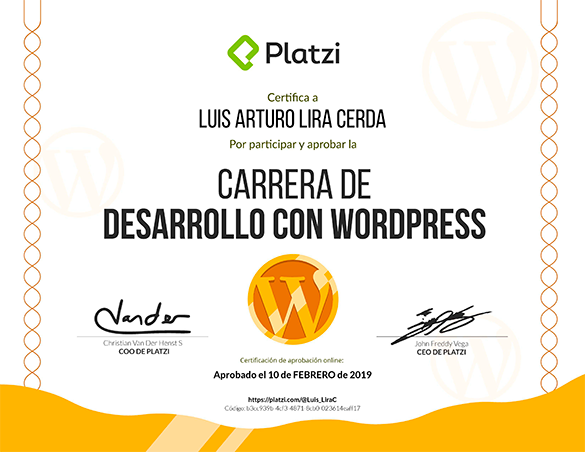 Platzi
Certifica a
LUIS ARTURO LIRA CERDA
Por participar y aprobar la
CARRERA DE
DESARROLLO CON WORDPRESS
Christian Van Der Henst S
COO DE PLATZI
John Freddy Vega
CEO DE PLATZI
Certificación de aprobación online:
Aprobado el 10 de FEBRERO de 2019
https://platzi.com/@Luis_LiraC
Código: